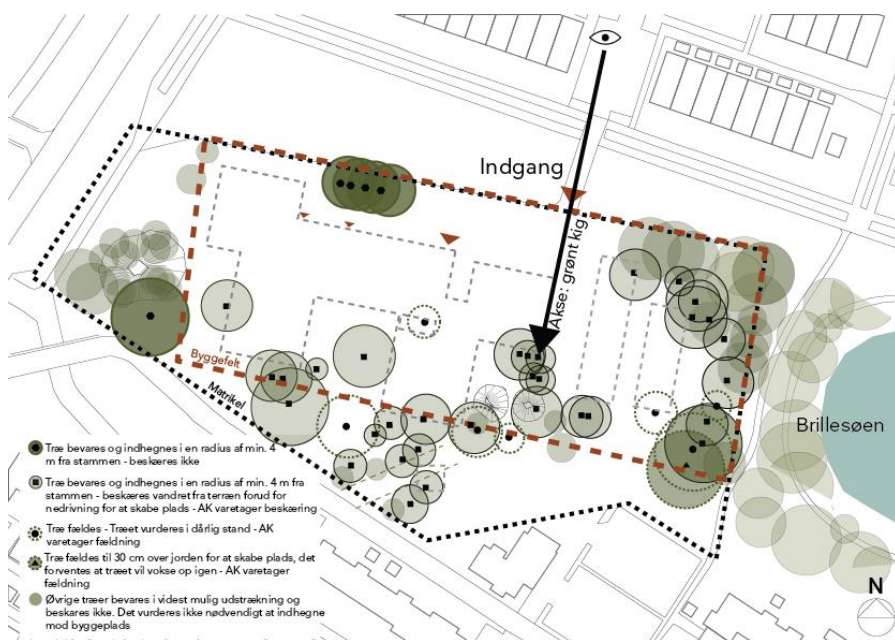 Indgang
Akse: grønt kig
Byggefelt
Matrikel
Brillesøen
Træ bevares og indhegnes i en radius af min. 4
m fra stammen - beskæres ikke
Træ bevares og indhegnes i en radius af min. 4 m fra
stammen - beskæres vandret fra terræn forud for
nedrivning for at skabe plads - AK varetager beskæring
Træ fældes - Træet vurderes i dårlig stand - AK
varetager fældning
Træ fældes til 30 cm over jorden for at skabe plads, det
forventes at træet vil vokse op igen - AK varetager
fældning
Øvrige træer bevares i videst mulig udstrækning og
beskares ikke. Det vurderes ikke nødvendigt at indhegne
mod byggeplads
N